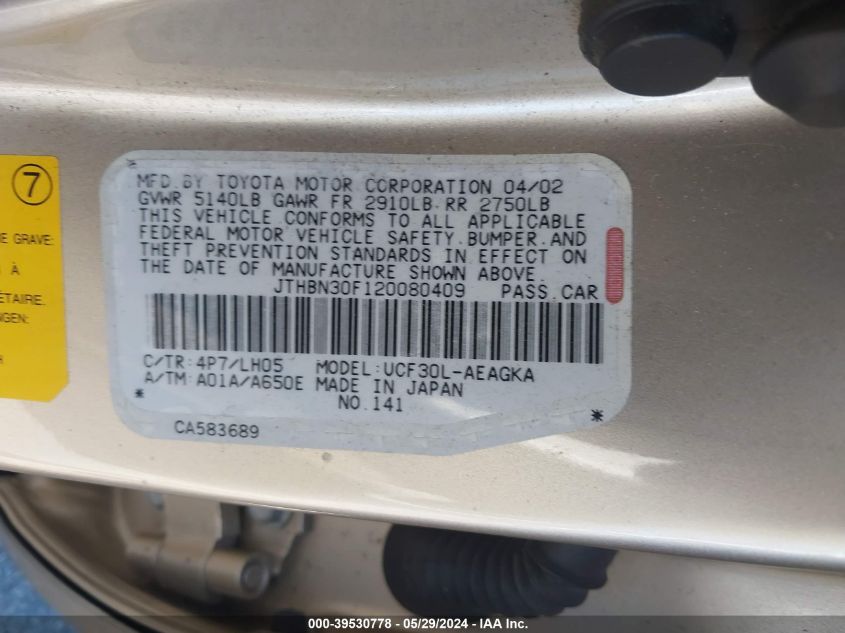 7
E GRAVE:
S À
ÉTAIRE.
NGEN:
R
MFD.BY TOYOTA MOTOR CORPORATION 04/02
GVWR 5140LB GAWR FR 2910LB RR 2750LB
THIS VEHICLE CONFORMS TO ALL APPLICABLE
FEDERAL MOTOR VEHICLE SAFETY.BUMPER.AND
THEFT PREVENTION STANDARDS IN EFFECT ON
THE DATE OF MANUFACTURE SHOWN ABOVE.
JTHBN30F120080409 PASS.CAR
C/TR:4P7/LH05 MODEL:UCF30L-AEAGKA
A/TM:A01A/A650E MADE IN JAPAN
NO.141
CA583689
000-39530778 - 05/29/2024 - IAA Inc.